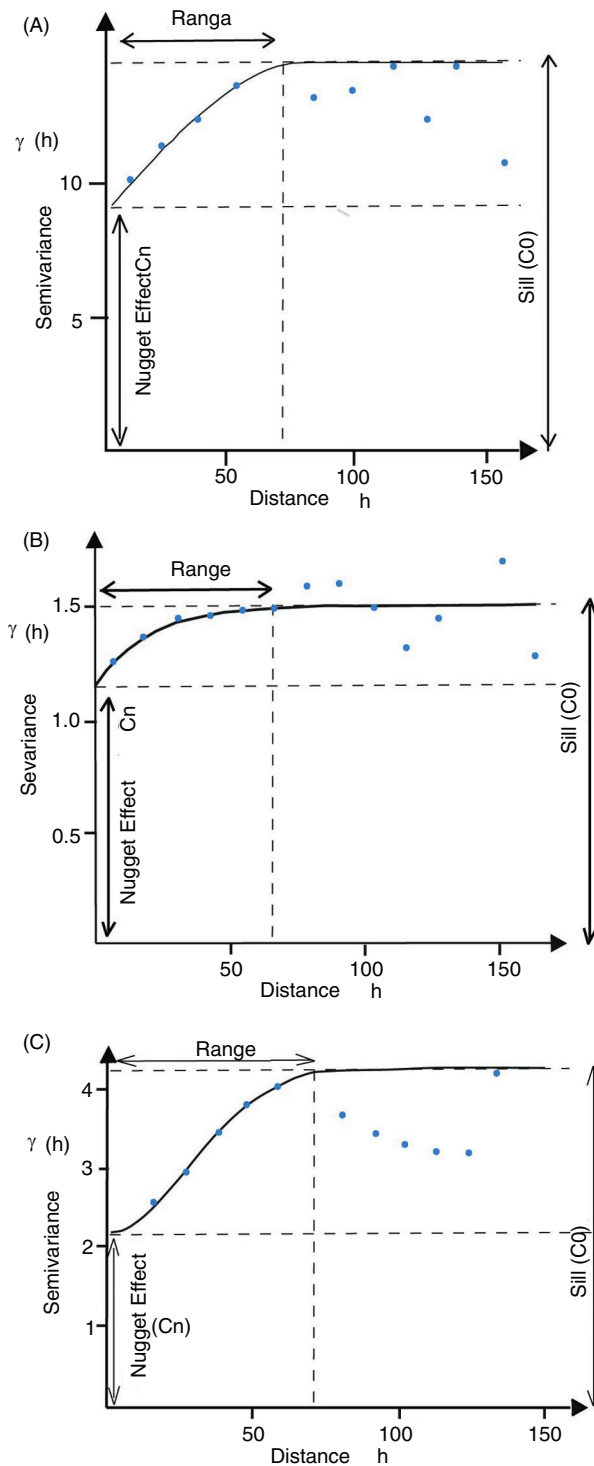 (A)
Ranga
γ (h)
10
Semivariance
5
Nugget EffectCn
Sill (C0)
50
100
150
Distance h
(B)
Range
1.5
γ (h)
1.0
Sevariance
0.5
Nugget Effect Cn
Sill (C0)
50
100
150
Distance h
(C)
Range
4
γ (h)
3
2
Semivariance
1
Nugget Effect
(Cn)
Sill (C0)
50
100
150
Distance h